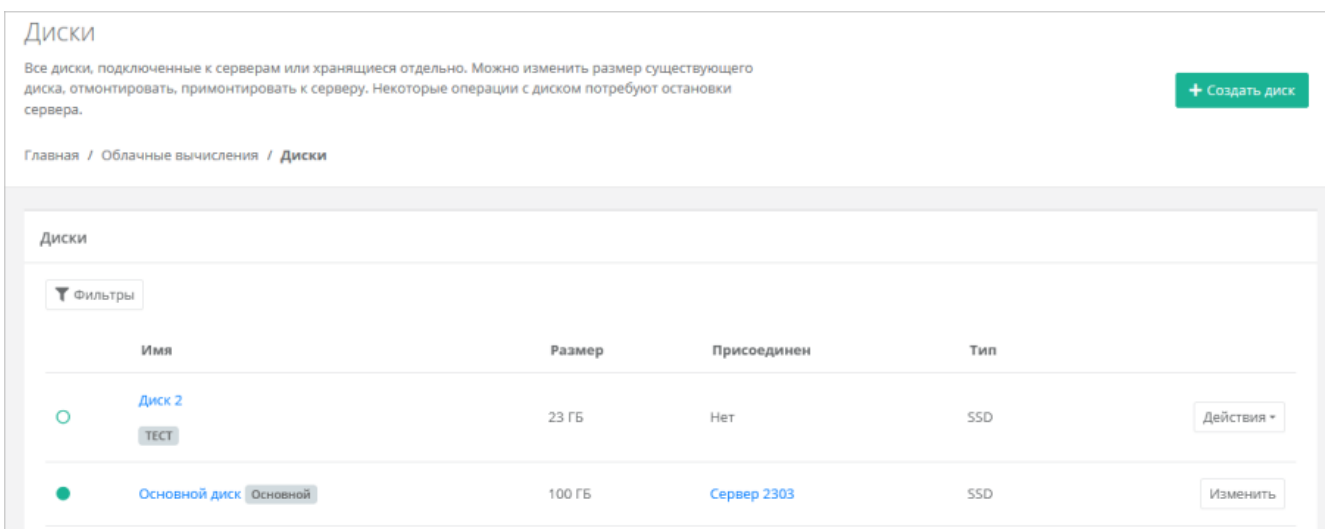 Диски
Все диски, подключенные к серверам или хранящиеся отдельно. Можно изменить размер существующего
диска, отмонтировать, примонтировать к серверу. Некоторые операции с диском потребуют остановки
сервера.
+ Создать диск
Главная / Облачные вычисления / Диски
Диски
Фильтры
Имя Размер Присоединен Тип
Диск 2
ТЕСТ
23 ГБ Нет SSD Действия
Основной диск Основной 100 ГБ Сервер 2303 SSD Изменить